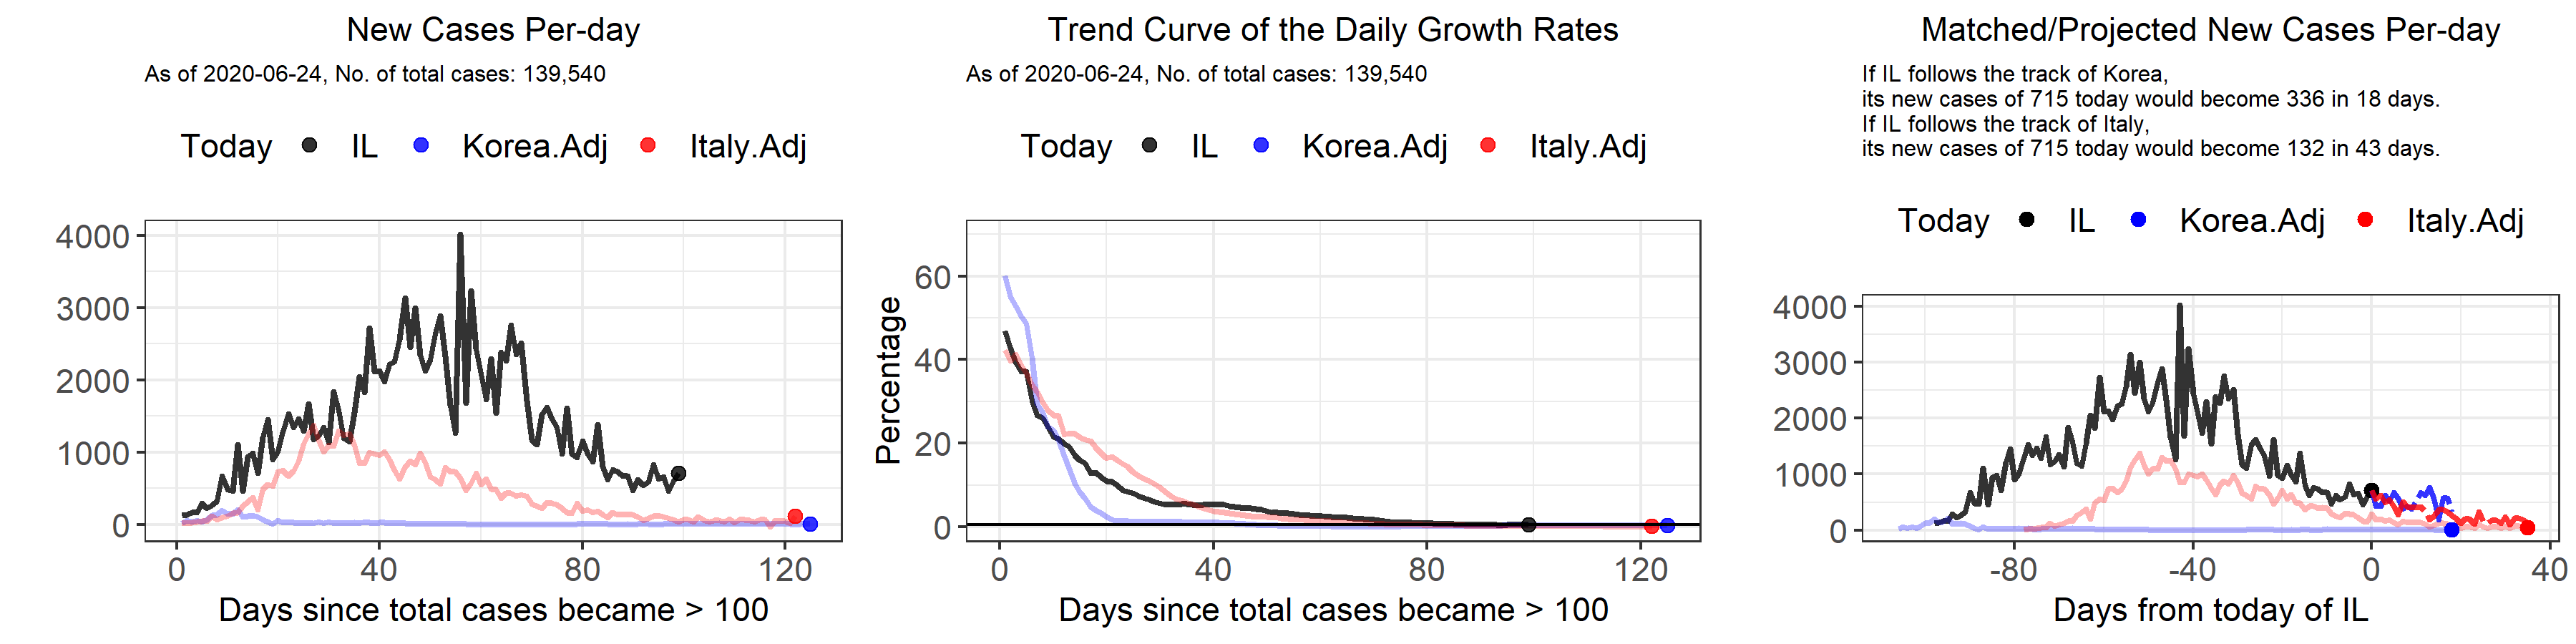 New Cases Per-day
As of 2020-06-24, No. of total cases: 139,540
Today IL Korea.Adj Italy.Adj
4000
3000
2000
1000
0
0 40 80 120
Days since total cases became > 100
Trend Curve of the Daily Growth Rates
As of 2020-06-24, No. of total cases: 139,540
Today IL Korea.Adj Italy.Adj
Percentage
60
40
20
0
0 40 80 120
Days since total cases became > 100
Matched/Projected New Cases Per-day
If IL follows the track of Korea,
its new cases of 715 today would become 336 in 18 days.
If IL follows the track of Italy,
its new cases of 715 today would become 132 in 43 days.
Today IL Korea.Adj Italy.Adj
4000
3000
2000
1000
0
-80 -40 0 40
Days from today of IL